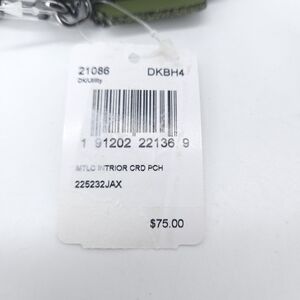 21086 DKBH4
DK/Utility
1 91202 22136 9
MTLC INTRIOR CRD PCH
225232JAX
$75.00